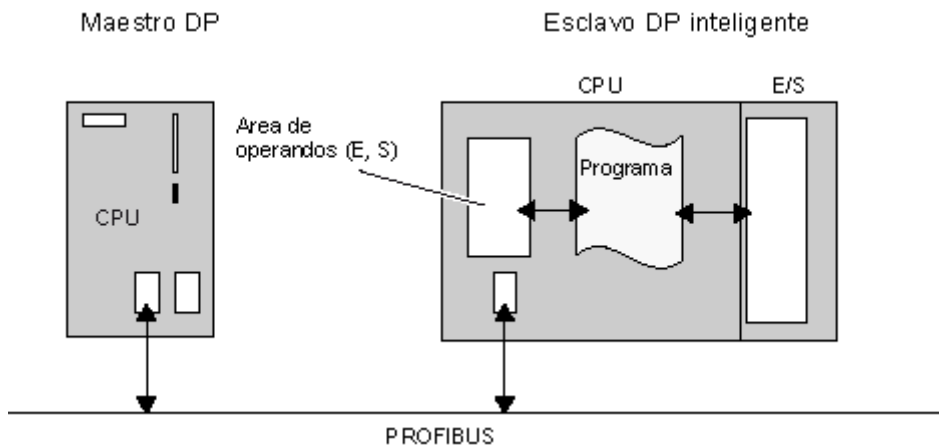 Maestro DP
Esclavo DP inteligente
CPU
E/S
Area de
operandos (E, S)
Programa
CPU
PROFIBUS